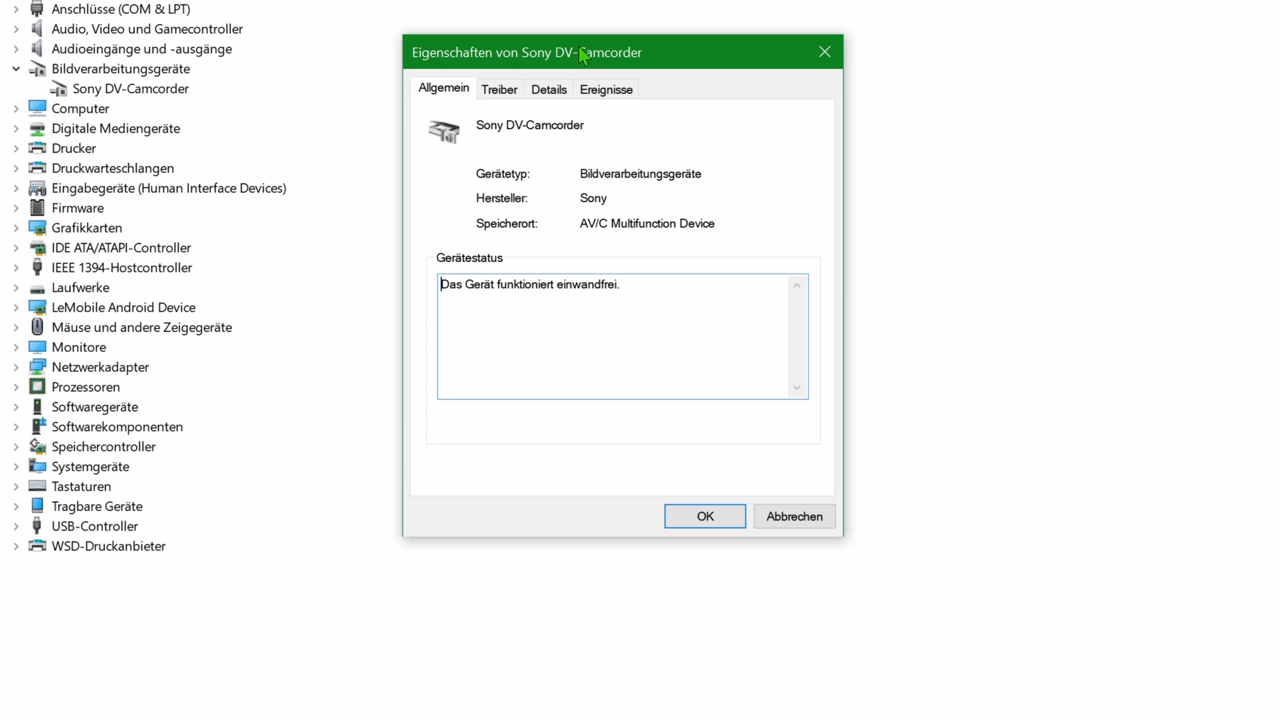 Anschlüsse (COM & LPT)
Audio, Video und Gamecontroller
Audioeingänge und -ausgänge
Bildverarbeitungsgeräte
Sony DV-Camcorder
Computer
Digitale Mediengeräte
Drucker
Druckwarteschlangen
Eingabegeräte (Human Interface Devices)
Firmware
Grafikkarten
IDE ATA/ATAPI-Controller
IEEE 1394-Hostcontroller
Laufwerke
LeMobile Android Device
Mäuse und andere Zeigegeräte
Monitore
Netzwerkadapter
Prozessoren
Softwaregeräte
Softwarekomponenten
Speichercontroller
Systemgeräte
Tastaturen
Tragbare Geräte
USB-Controller
WSD-Druckanbieter
Eigenschaften von Sony DV-Camcorder
Allgemein Treiber Details Ereignisse
Sony DV-Camcorder
Gerätetyp: Bildverarbeitungsgeräte
Hersteller: Sony
Speicherort: AV/C Multifunction Device
Gerätestatus
Das Gerät funktioniert einwandfrei.
OK Abbrechen